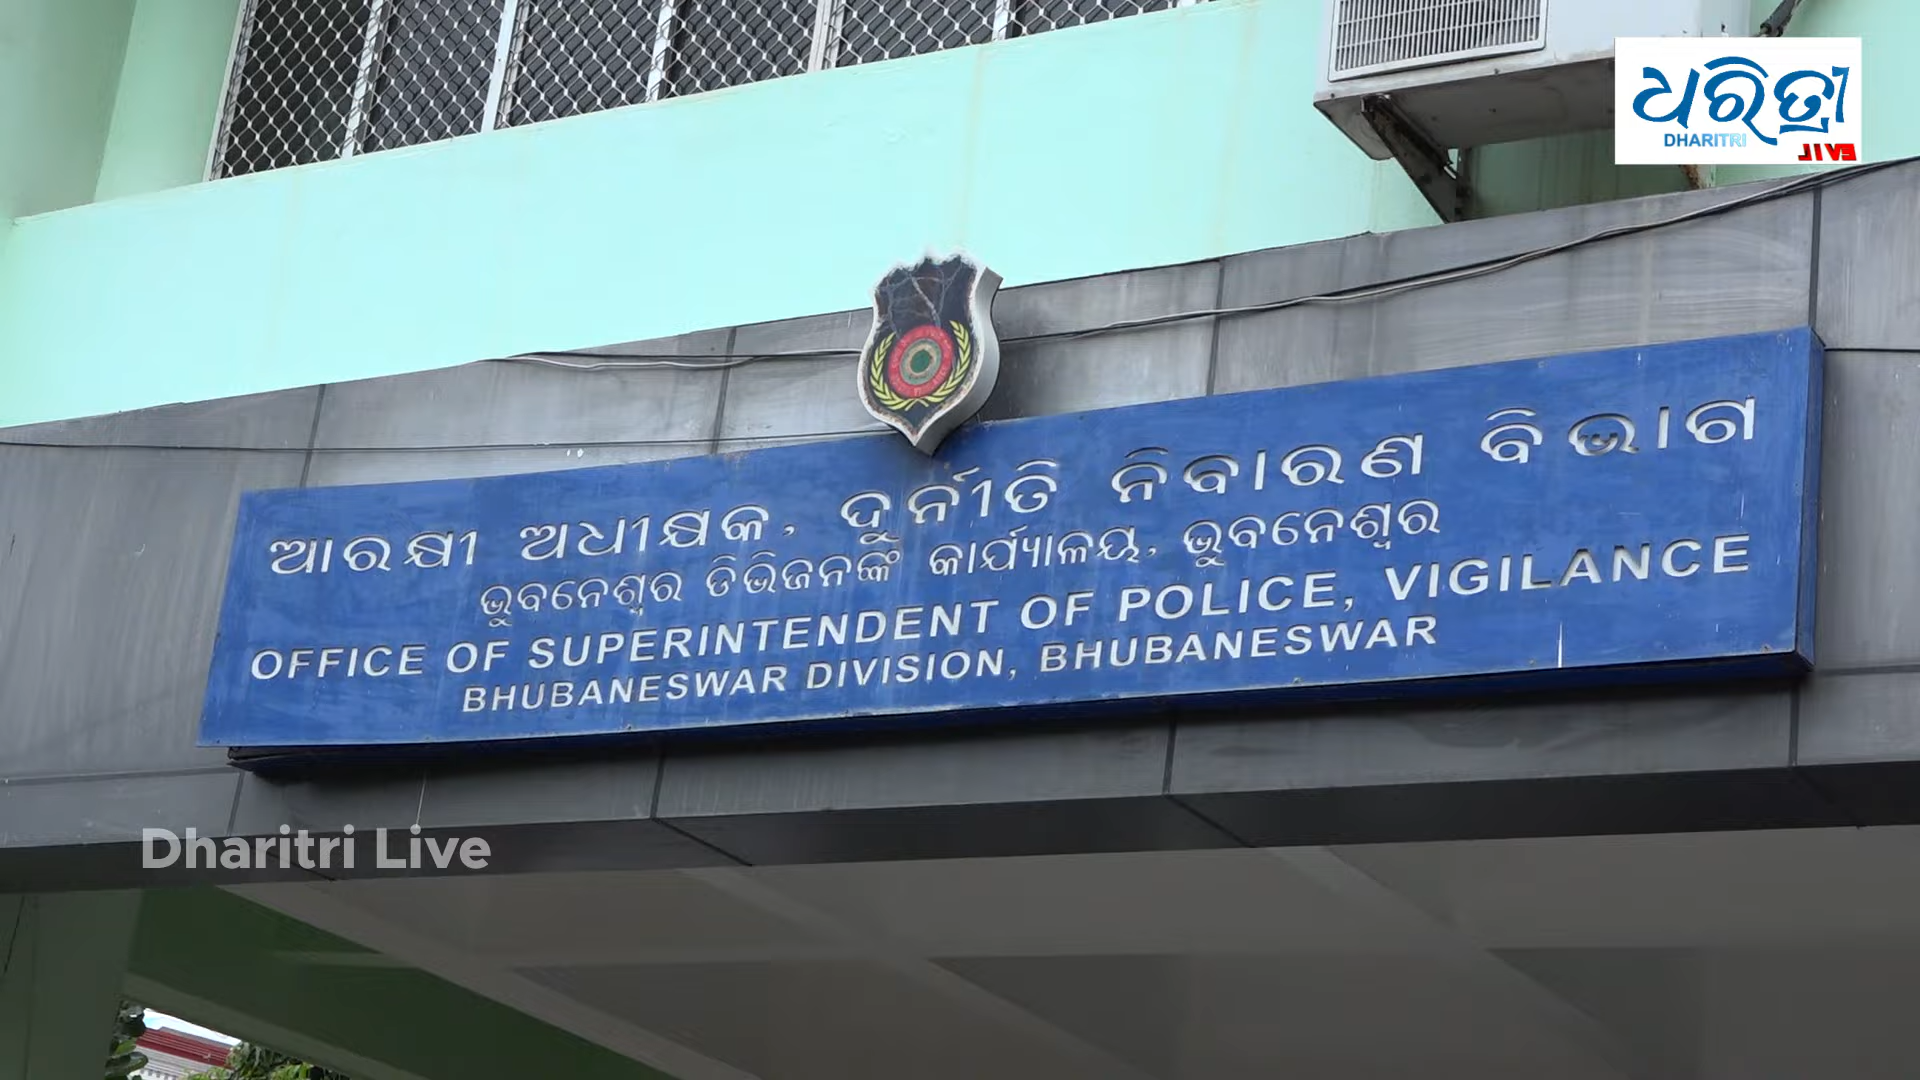 ଧରିତ୍ରୀ
DHARITRI
LIVE
ଆରକ୍ଷୀ ଅଧୀକ୍ଷକ, ଦୁର୍ନୀତି ନିବାରଣ ବିଭାଗ
ଭୁବନେଶ୍ୱର ଡିଭିଜନଙ୍କ କାର୍ଯ୍ୟାଳୟ, ଭୁବନେଶ୍ୱର
OFFICE OF SUPERINTENDENT OF POLICE, VIGILANCE
BHUBANESWAR DIVISION, BHUBANESWAR
Dharitri Live